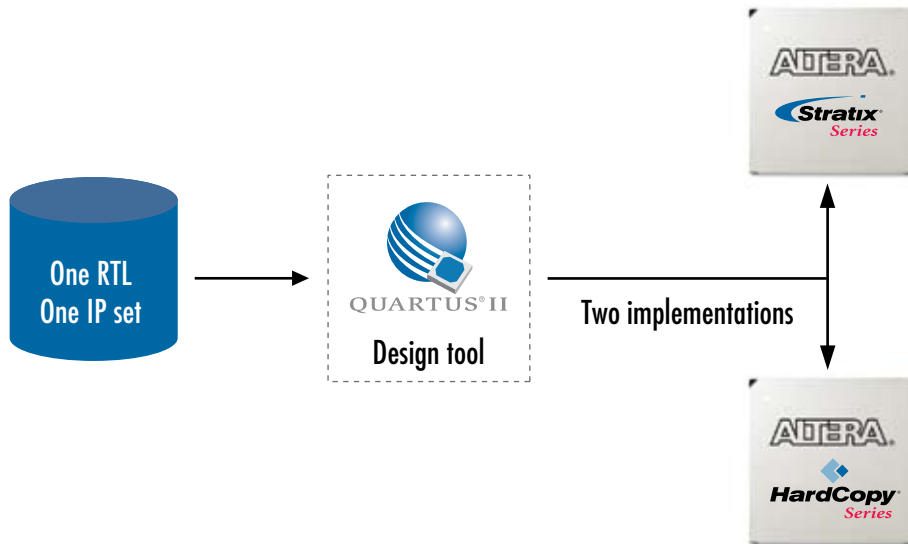 ALTERA®
Stratix®
Series
One RTL
One IP set
QUARTUS® II
Design tool
Two implementations
ALTERA®
HardCopy®
Series